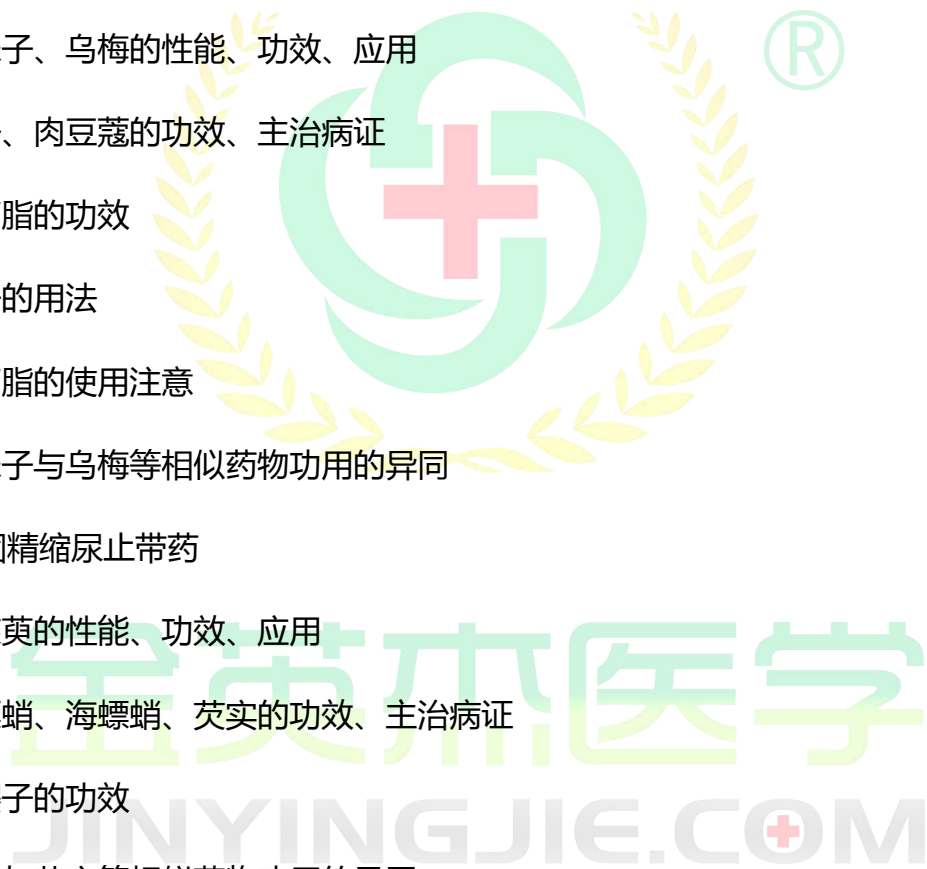 子、乌梅的性能、功效、应用
、肉豆蔻的功效、主治病证
脂的功效
的用法
脂的使用注意
子与乌梅等相似药物功用的异同
固精缩尿止带药
萸的性能、功效、应用
蛸、海螵蛸、芡实的功效、主治病证
子的功效
金英杰医学
JINYINGJIE.COM
®